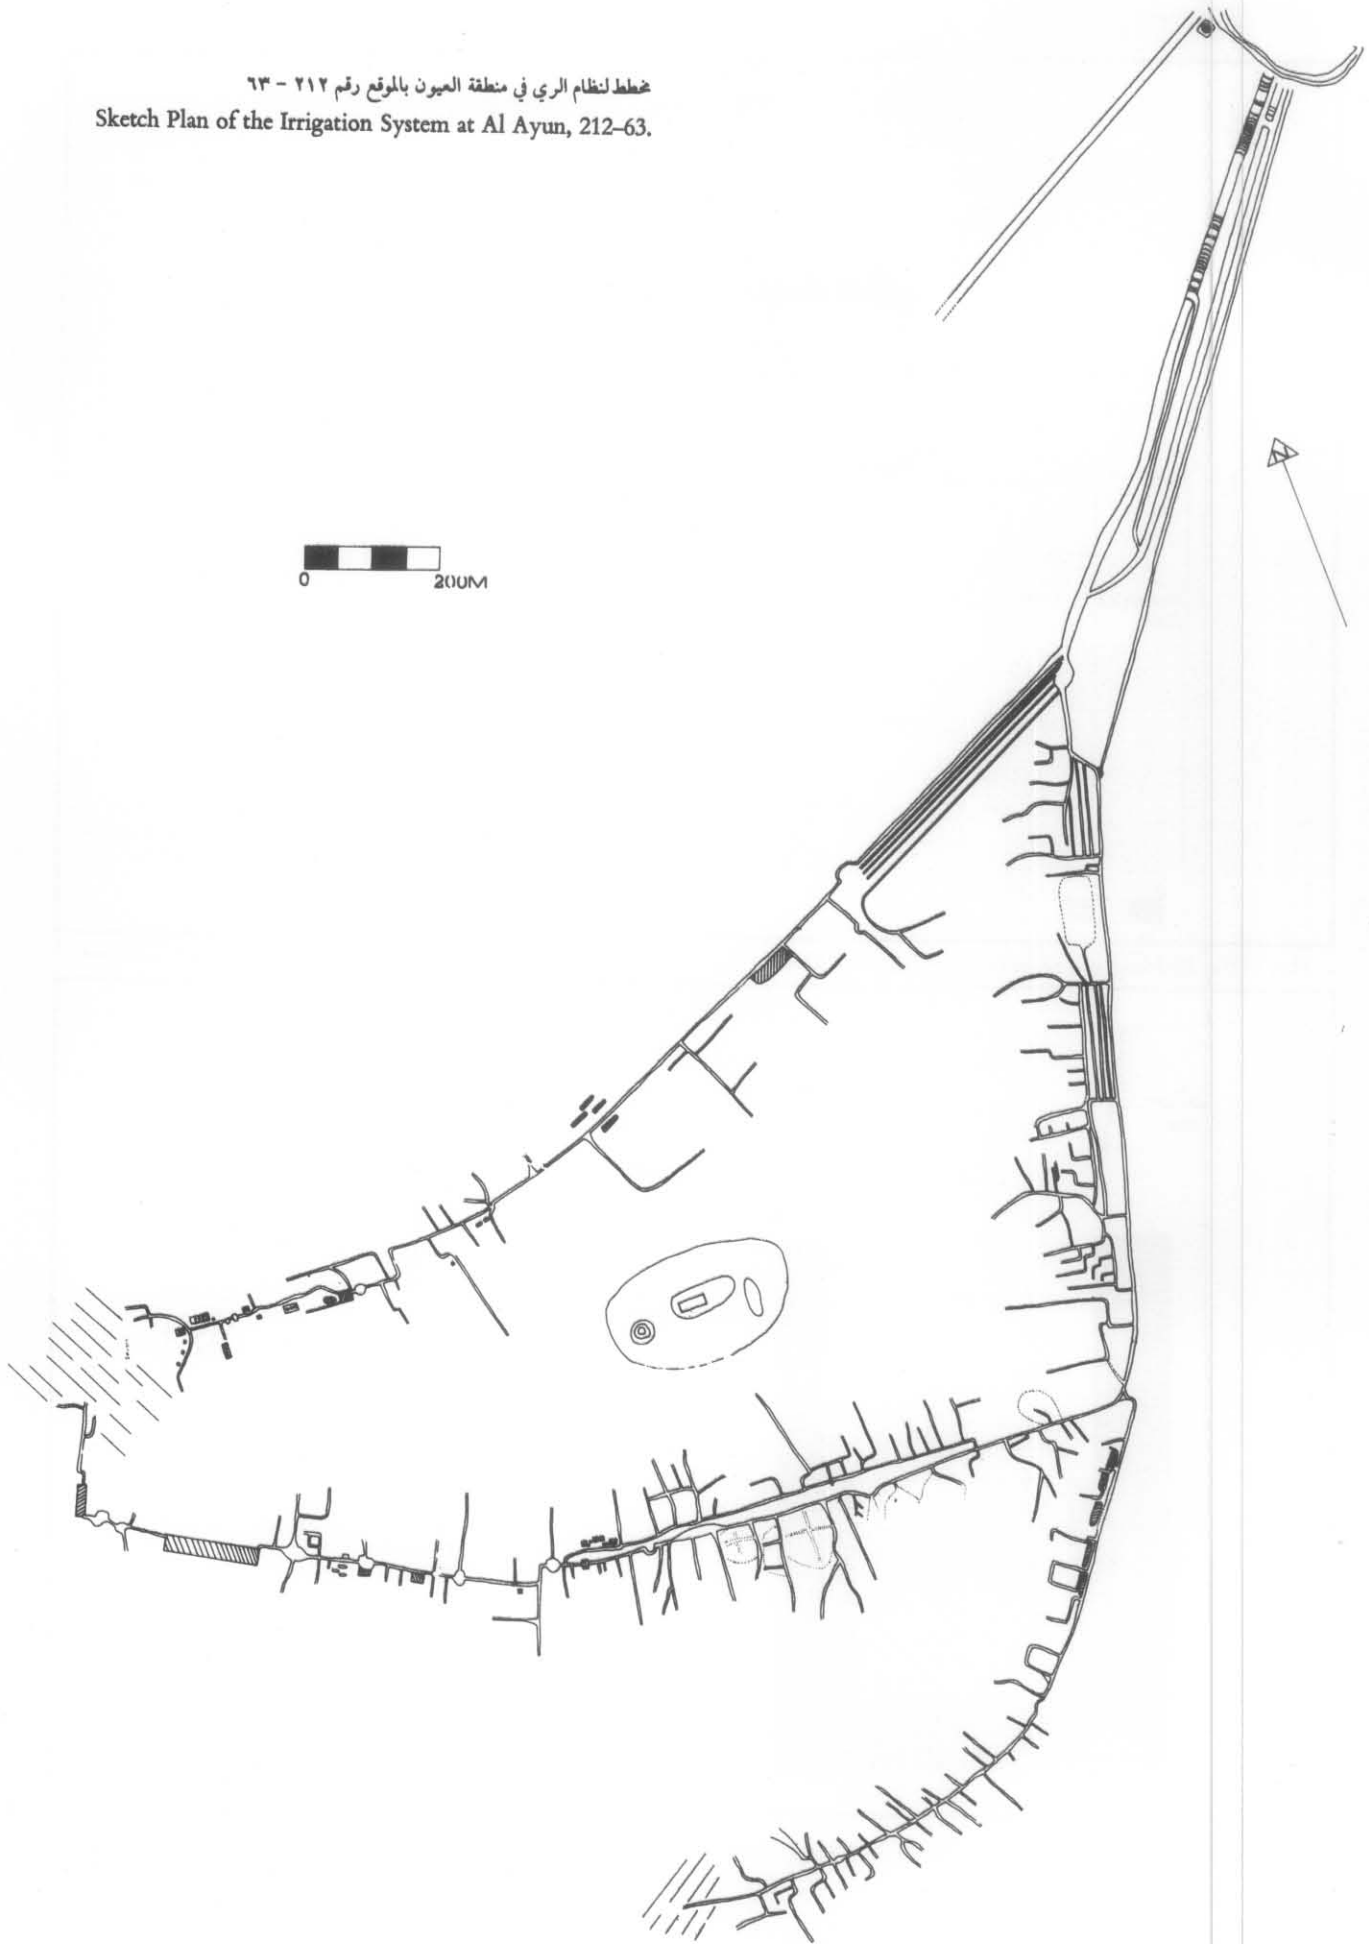 مخطط لنظام الري في منطقة العيون بالموقع رقم ٢١٢ - ٦٣
Sketch Plan of the Irrigation System at Al Ayun, 212–63.
N
0 200M